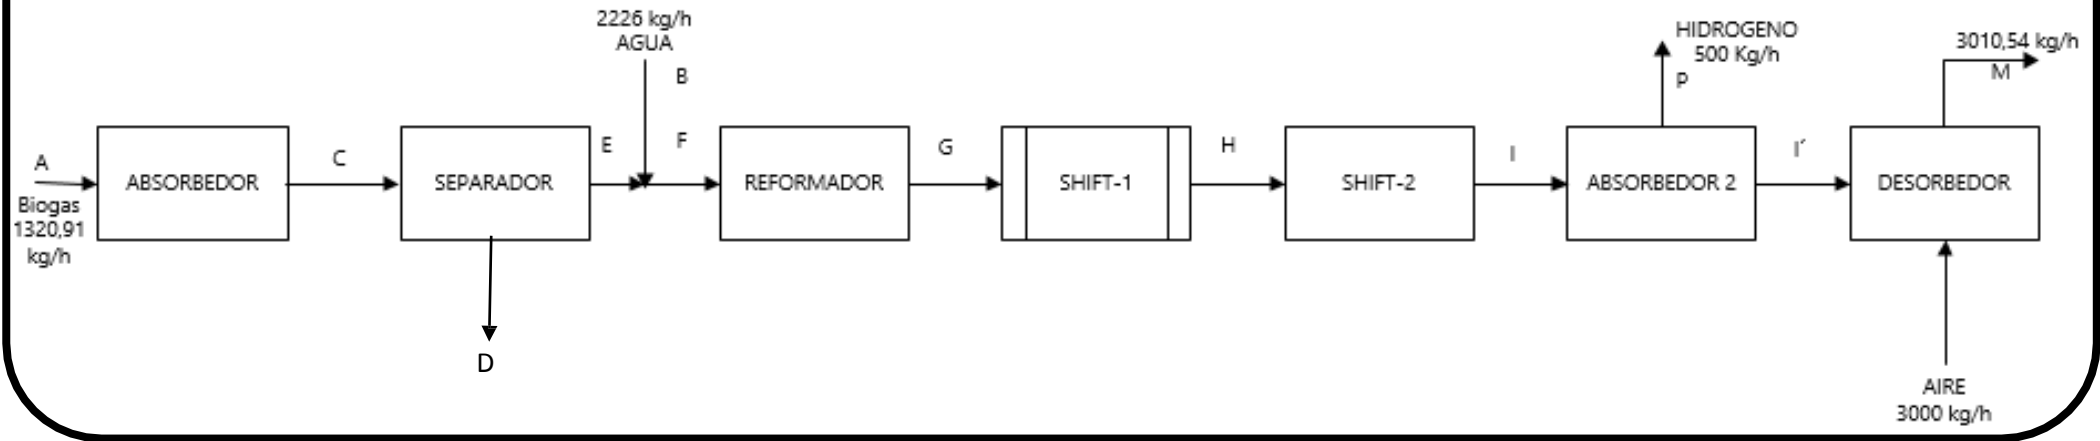 2226 kg/h
AGUA
B
HIDROGENO
500 Kg/h
P
3010,54 kg/h
M
A
Biogas
1320,91
kg/h
ABSORBEDOR
C
SEPARADOR
E
F
REFORMADOR
G
SHIFT-1
H
SHIFT-2
I
ABSORBEDOR 2
I´
DESORBEDOR
D
AIRE
3000 kg/h